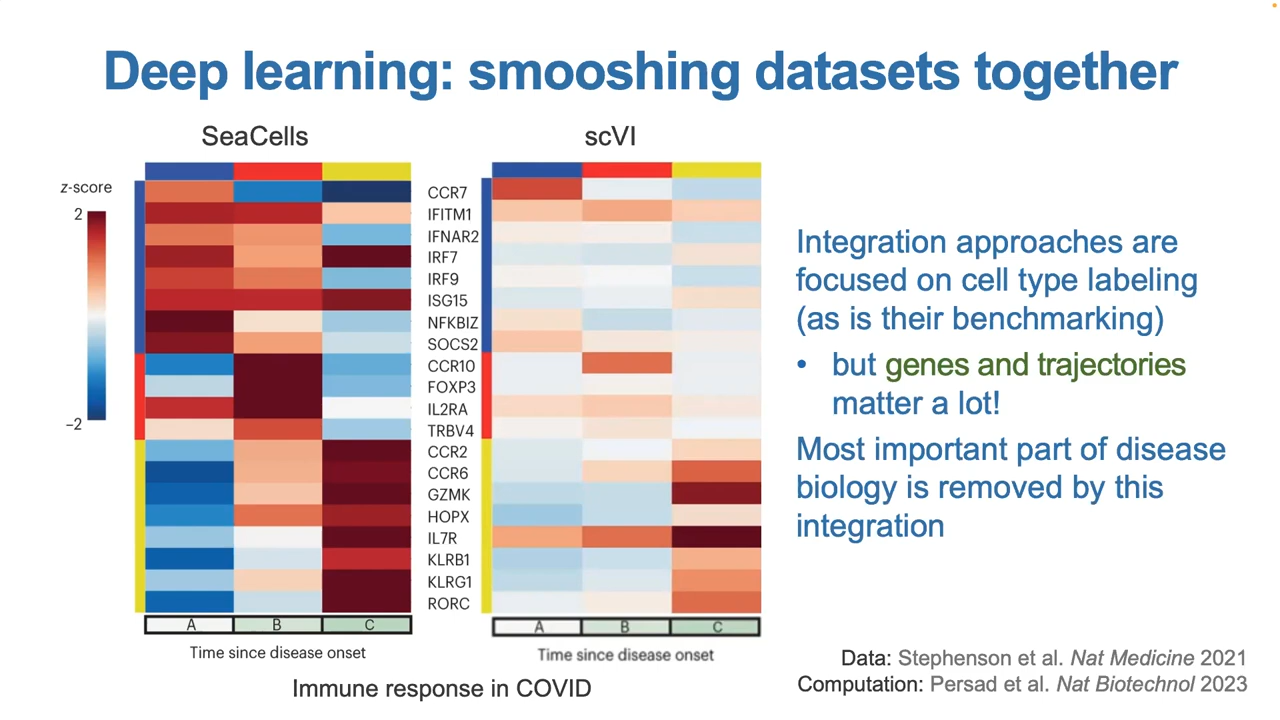 Deep learning: smooshing datasets together
SeaCells
scVI
z-score
2
−2
CCR7
IFITM1
IFNAR2
IRF7
IRF9
ISG15
NFKBIZ
SOCS2
CCR10
FOXP3
IL2RA
TRBV4
CCR2
CCR6
GZMK
HOPX
IL7R
KLRB1
KLRG1
RORC
A B C
Time since disease onset
A B C
Time since disease onset
Immune response in COVID
Integration approaches are
focused on cell type labeling
(as is their benchmarking)
• but genes and trajectories
matter a lot!
Most important part of disease
biology is removed by this
integration
Data: Stephenson et al. Nat Medicine 2021
Computation: Persad et al. Nat Biotechnol 2023